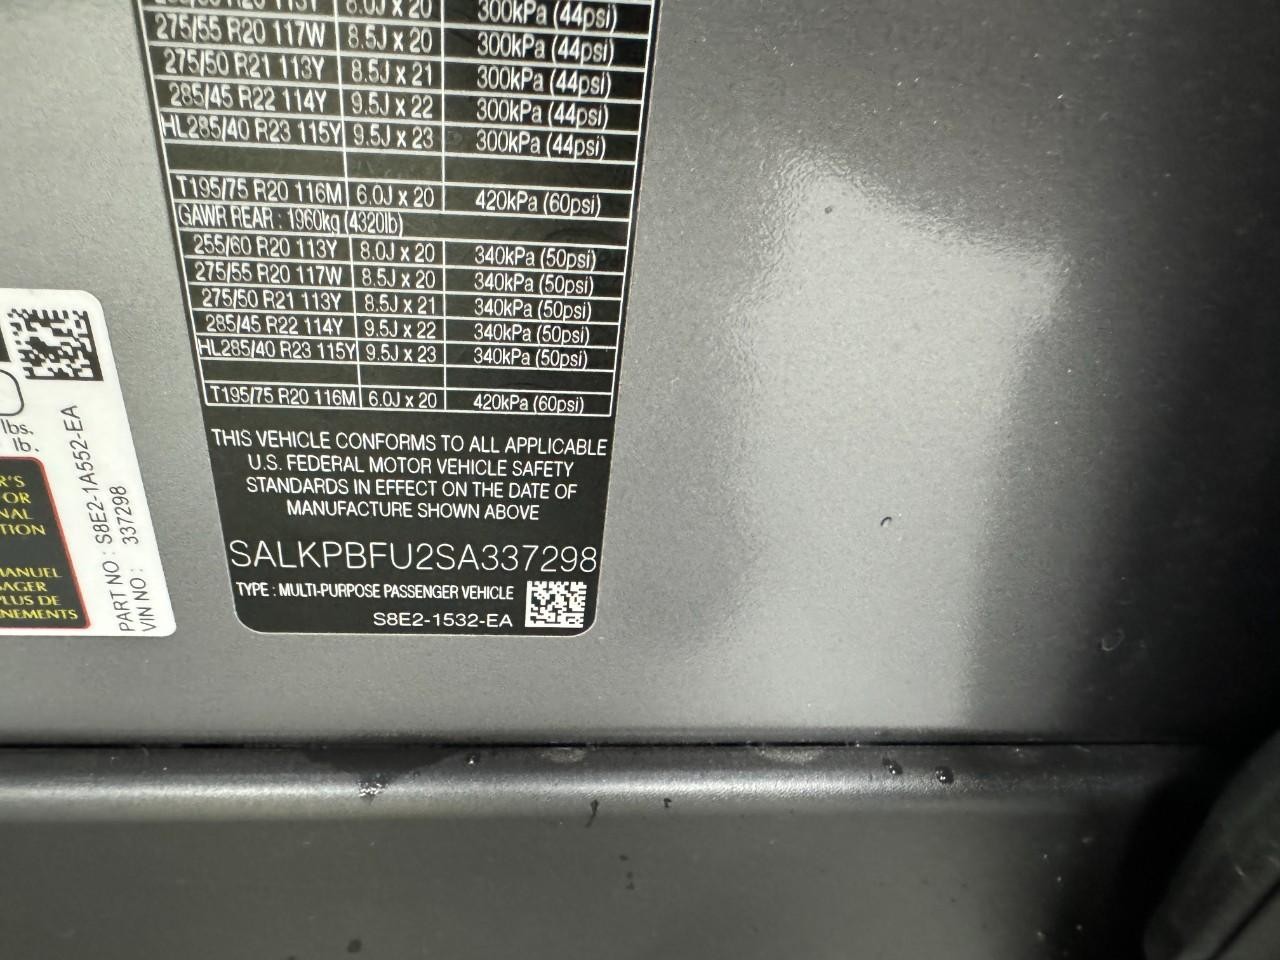 300kPa (44psi)
275/55 R20 117W 8.5J x 20 300kPa (44psi)
275/50 R21 113Y 8.5J x 21 300kPa (44psi)
285/45 R22 114Y 9.5J x 22 300kPa (44psi)
HL285/40 R23 115Y 9.5J x 23 300kPa (44psi)
T195/75 R20 116M 6.0J x 20 420kPa (60psi)
GAWR REAR : 1960kg (4320lb)
255/60 R20 113Y 8.0J x 20 340kPa (50psi)
275/55 R20 117W 8.5J x 20 340kPa (50psi)
275/50 R21 113Y 8.5J x 21 340kPa (50psi)
285/45 R22 114Y 9.5J x 22 340kPa (50psi)
HL285/40 R23 115Y 9.5J x 23 340kPa (50psi)
T195/75 R20 116M 6.0J x 20 420kPa (60psi)
THIS VEHICLE CONFORMS TO ALL APPLICABLE
U.S. FEDERAL MOTOR VEHICLE SAFETY
STANDARDS IN EFFECT ON THE DATE OF
MANUFACTURE SHOWN ABOVE
SALKPBFU2SA337298
TYPE : MULTI-PURPOSE PASSENGER VEHICLE
S8E2-1532-EA
lbs.
lb.
PART NO : S8E2-1A552-EA
VIN NO : 337298